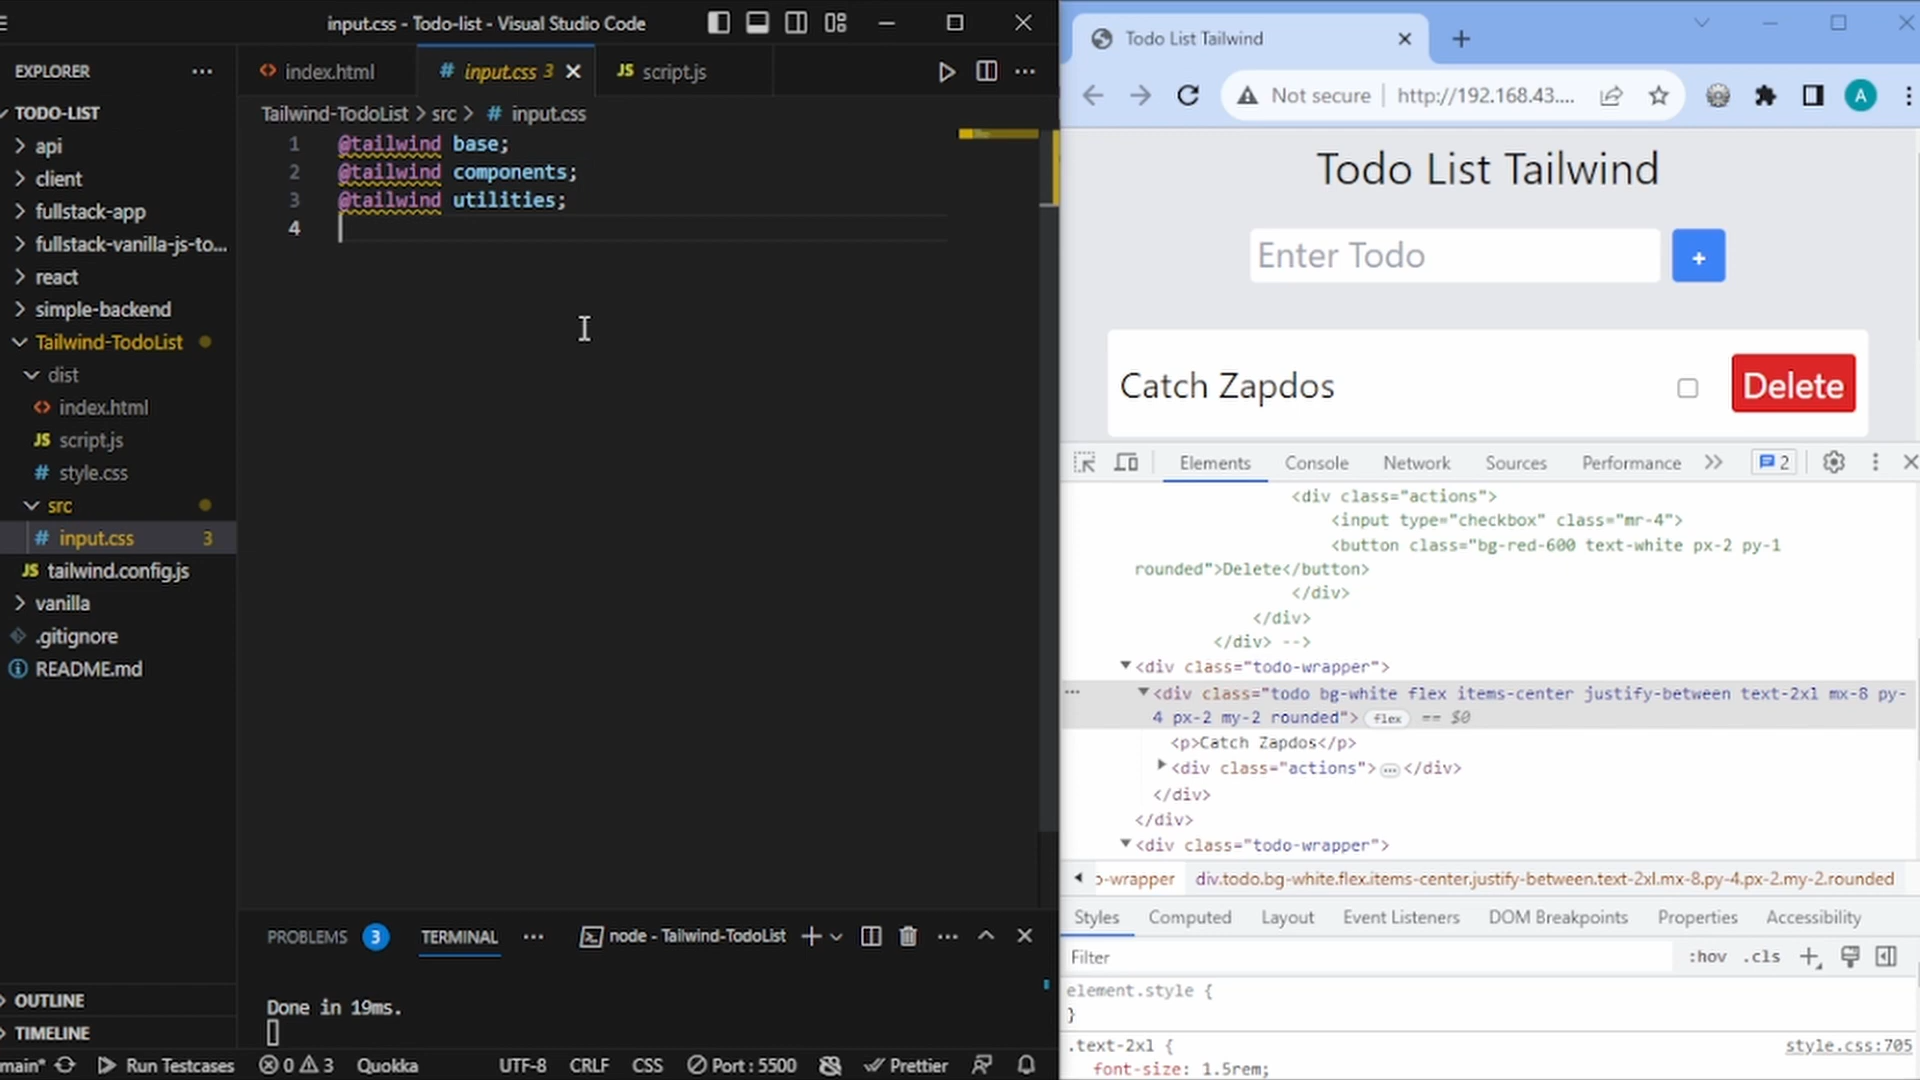 input.css - Todo-list - Visual Studio Code
EXPLORER
TODO-LIST
api
client
fullstack-app
fullstack-vanilla-js-to...
react
simple-backend
Tailwind-TodoList
dist
index.html
JS script.js
# style.css
src
# input.css 3
JS tailwind.config.js
vanilla
.gitignore
README.md
OUTLINE
TIMELINE
index.html
# input.css 3
JS script.js
Tailwind-TodoList > src > # input.css
1 @tailwind base;
2 @tailwind components;
3 @tailwind utilities;
4
PROBLEMS 3 TERMINAL ... node - Tailwind-TodoList
Done in 19ms.
main* Run Testcases 0 3 Quokka UTF-8 CRLF CSS Port : 5500 Prettier
Todo List Tailwind
Not secure http://192.168.43.... A
Todo List Tailwind
Enter Todo +
Catch Zapdos Delete
Elements Console Network Sources Performance 2
<div class="actions">
<input type="checkbox" class="mr-4">
<button class="bg-red-600 text-white px-2 py-1
rounded">Delete</button>
</div>
</div>
</div> -->
<div class="todo-wrapper">
<div class="todo bg-white flex items-center justify-between text-2xl mx-8 py-
4 px-2 my-2 rounded"> flex == $0
<p>Catch Zapdos</p>
<div class="actions">...</div>
</div>
</div>
<div class="todo-wrapper">
o-wrapper div.todo.bg-white.flex.items-center.justify-between.text-2xl.mx-8.py-4.px-2.my-2.rounded
Styles Computed Layout Event Listeners DOM Breakpoints Properties Accessibility
Filter :hov .cls
element.style {
}
.text-2xl { style.css:705
font-size: 1.5rem;